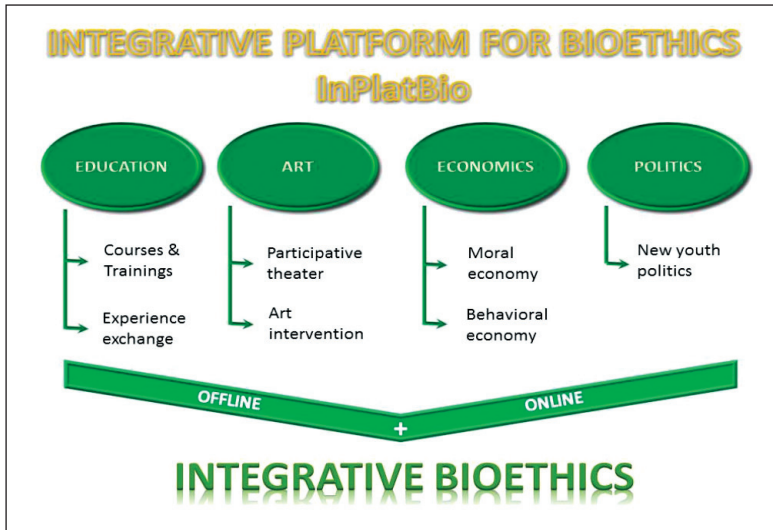 INTEGRATIVE PLATFORM FOR BIOETHICS
InPlatBio
EDUCATION
ART
ECONOMICS
POLITICS
Courses &
Trainings
Experience
exchange
Participative
theater
Art
intervention
Moral
economy
Behavioral
economy
New youth
politics
OFFLINE
+
ONLINE
INTEGRATIVE BIOETHICS